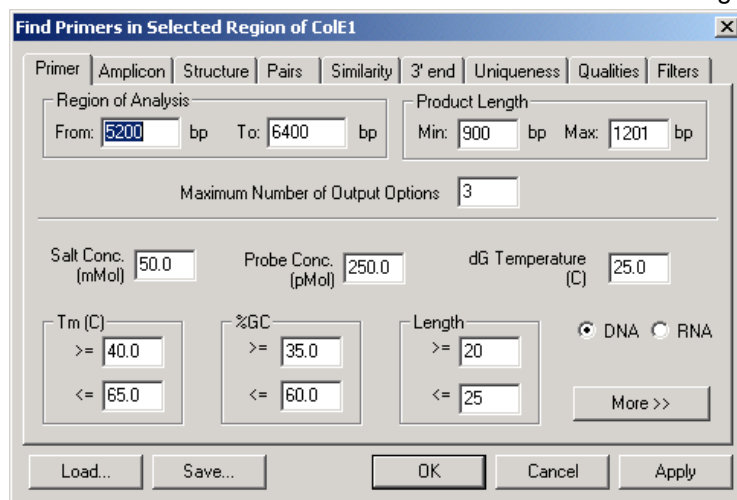 Find Primers in Selected Region of ColE1
Primer Amplicon Structure Pairs Similarity 3' end Uniqueness Qualities Filters
Region of Analysis Product Length
From: 5200 bp To: 6400 bp Min: 900 bp Max: 1201 bp
Maximum Number of Output Options 3
Salt Conc. (mMol) 50.0 Probe Conc. (pMol) 250.0 dG Temperature (C) 25.0
Tm (C) %GC Length DNA RNA
>= 40.0 >= 35.0 >= 20
<= 65.0 <= 60.0 <= 25 More >>
Load... Save... OK Cancel Apply